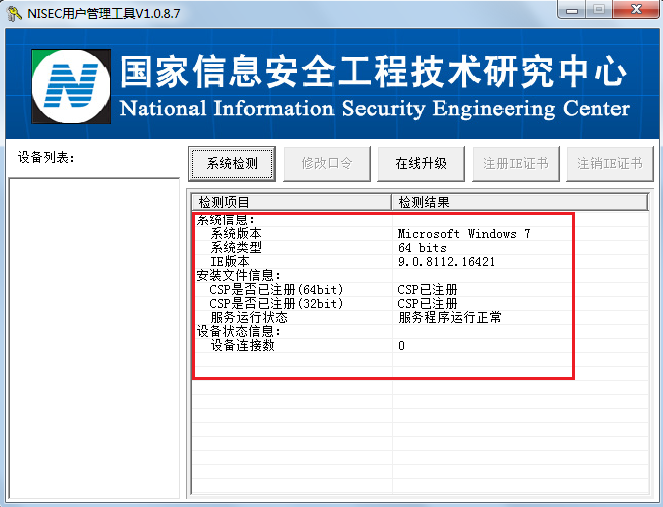 NISEC用户管理工具V1.0.8.7
N
国家信息安全工程技术研究中心
National Information Security Engineering Center
设备列表:
系统检测 修改口令 在线升级 注册IE证书 注销IE证书
检测项目 检测结果
系统信息:
系统版本 Microsoft Windows 7
系统类型 64 bits
IE版本 9.0.8112.16421
安装文件信息:
CSP是否已注册(64bit) CSP已注册
CSP是否已注册(32bit) CSP已注册
服务运行状态 服务程序运行正常
设备状态信息:
设备连接数 0